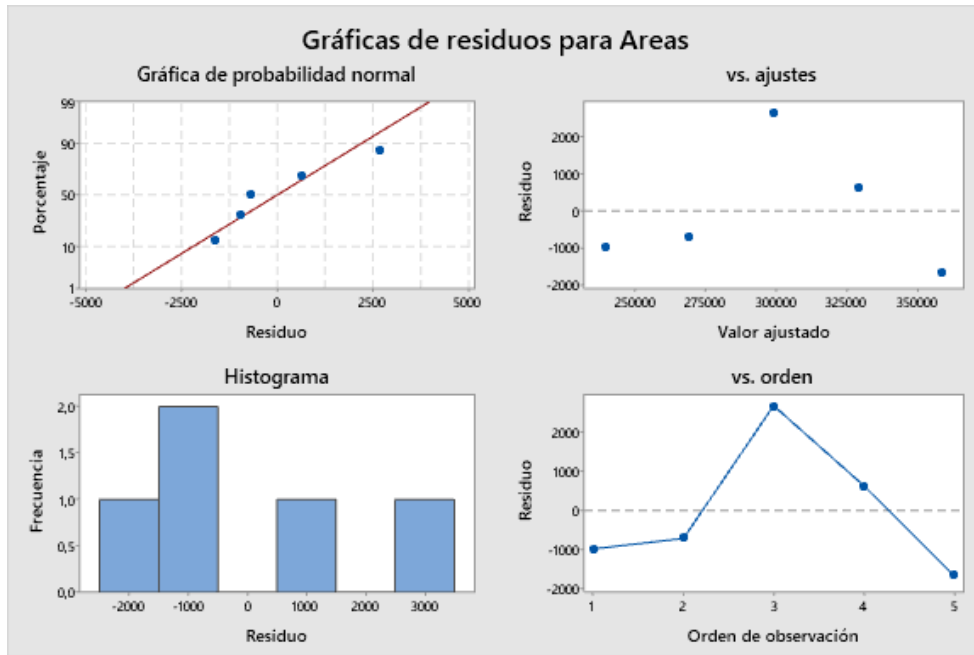 Gráficas de residuos para Areas
Gráfica de probabilidad normal
Porcentaje
99
90
50
10
1
-5000 -2500 0 2500 5000
Residuo
vs. ajustes
Residuo
2000
1000
0
-1000
-2000
250000 275000 300000 325000 350000
Valor ajustado
Histograma
Frecuencia
2,0
1,5
1,0
0,5
0,0
-2000 -1000 0 1000 2000 3000
Residuo
vs. orden
Residuo
2000
1000
0
-1000
-2000
1 2 3 4 5
Orden de observación